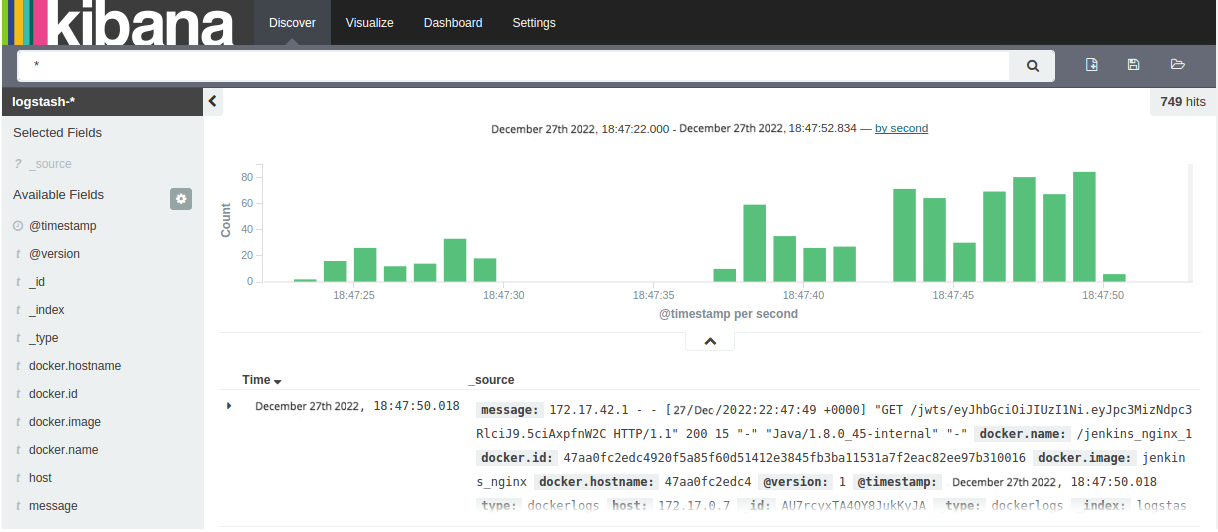 kibana Discover Visualize Dashboard Settings
*
logstash-*
749 hits
Selected Fields
? _source
Available Fields
@timestamp
t @version
t _id
t _index
t _type
t docker.hostname
t docker.id
t docker.image
t docker.name
t host
t message
December 27th 2022, 18:47:22.000 - December 27th 2022, 18:47:52.834 — by second
Count
80
60
40
20
0
18:47:25 18:47:30 18:47:35 18:47:40 18:47:45 18:47:50
@timestamp per second
Time _source
December 27th 2022, 18:47:50.018
message: 172.17.42.1 - - [27/Dec/2022:22:47:49 +0000] "GET /jwts/eyJhbGciOiJIUzI1Ni.eyJpc3MizNdpc3
RlciJ9.5ciAxpfnW2C HTTP/1.1" 200 15 "-" "Java/1.8.0_45-internal" "-" docker.name: /jenkins_nginx_1
docker.id: 47aa0fc2edc4920f5a85f60d51412e3845fb3ba11531a7f2eac82ee97b310016 docker.image: jenkin
s_nginx docker.hostname: 47aa0fc2edc4 @version: 1 @timestamp: December 27th 2022, 18:47:50.018
type: dockerlogs host: 172.17.0.7 _id: AU7rcyxTA4OY8JukKyJA _type: dockerlogs _index: logstas